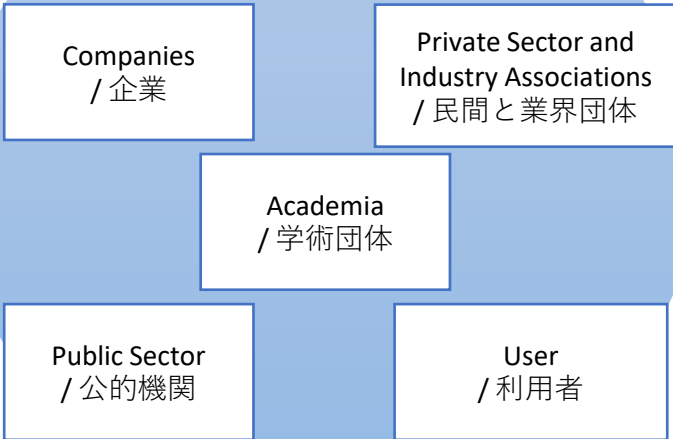 Companies
/ 企業
Private Sector and
Industry Associations
/ 民間と業界団体
Academia
/ 学術団体
Public Sector
/ 公的機関
User
/ 利用者